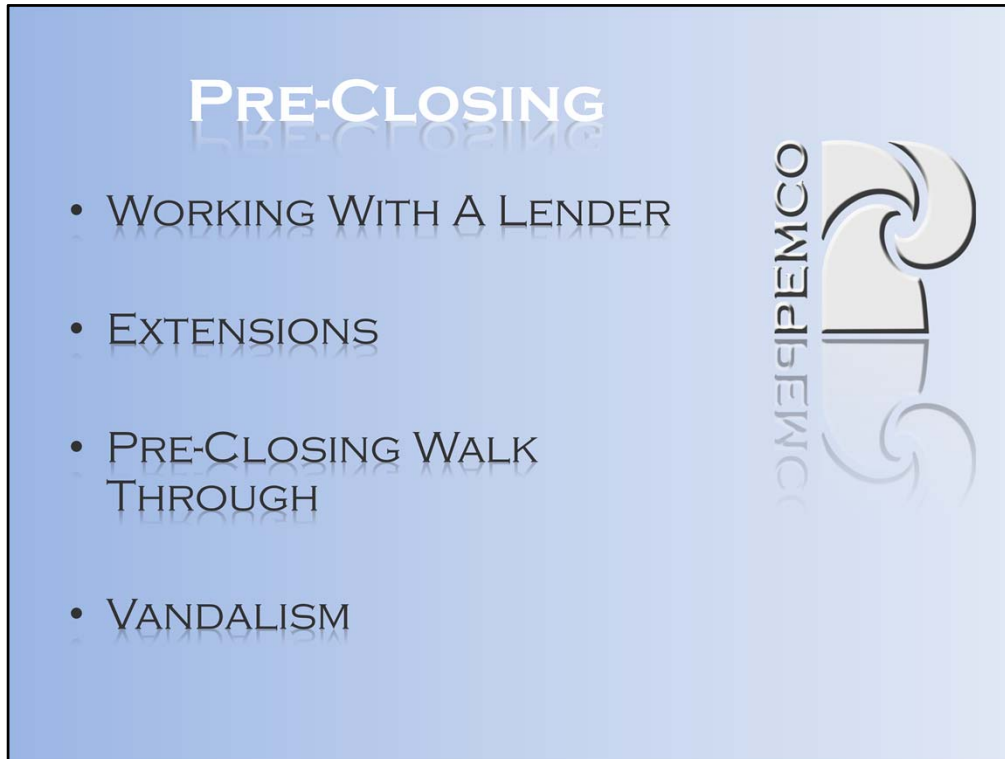 Pre-Closing
• Working With A Lender
• Extensions
• Pre-Closing Walk
Through
• Vandalism
PEMCO